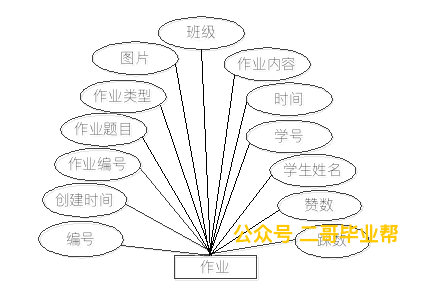 班级
图片
作业内容
作业类型
时间
作业题目
学号
作业编号
学生姓名
创建时间
赞数
公众号 二哥毕业帮
编号
踩数
作业